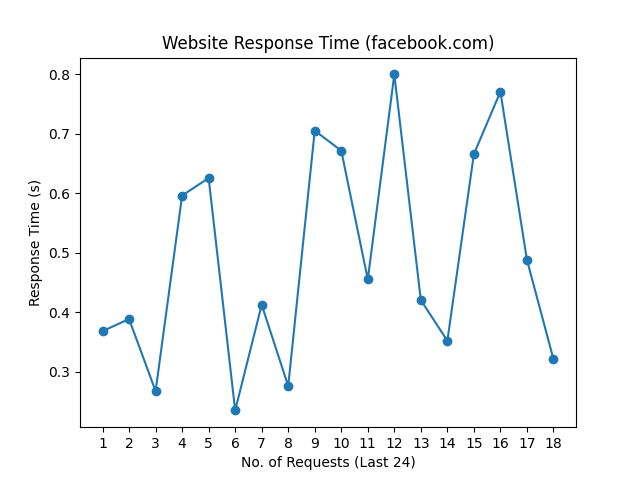 Website Response Time (facebook.com)
Response Time (s)
0.8
0.7
0.6
0.5
0.4
0.3
1 2 3 4 5 6 7 8 9 10 11 12 13 14 15 16 17 18
No. of Requests (Last 24)